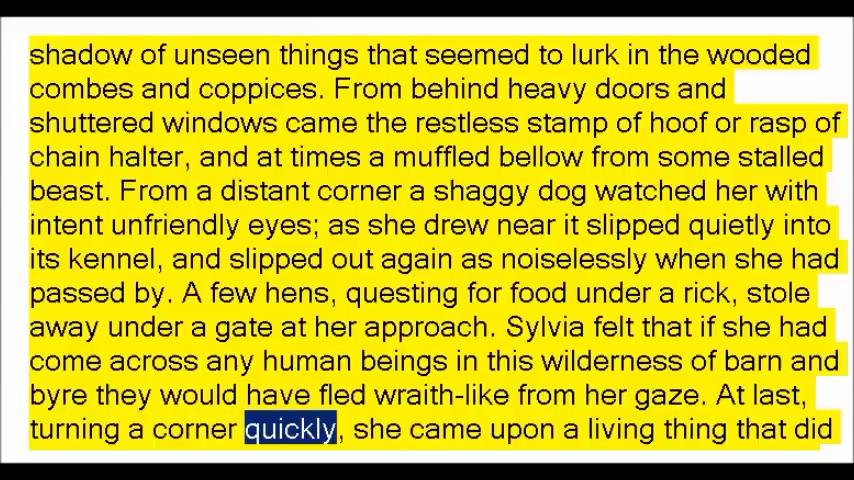 shadow of unseen things that seemed to lurk in the wooded
combes and coppices. From behind heavy doors and
shuttered windows came the restless stamp of hoof or rasp of
chain halter, and at times a muffled bellow from some stalled
beast. From a distant corner a shaggy dog watched her with
intent unfriendly eyes; as she drew near it slipped quietly into
its kennel, and slipped out again as noiselessly when she had
passed by. A few hens, questing for food under a rick, stole
away under a gate at her approach. Sylvia felt that if she had
come across any human beings in this wilderness of barn and
byre they would have fled wraith-like from her gaze. At last,
turning a corner quickly, she came upon a living thing that did